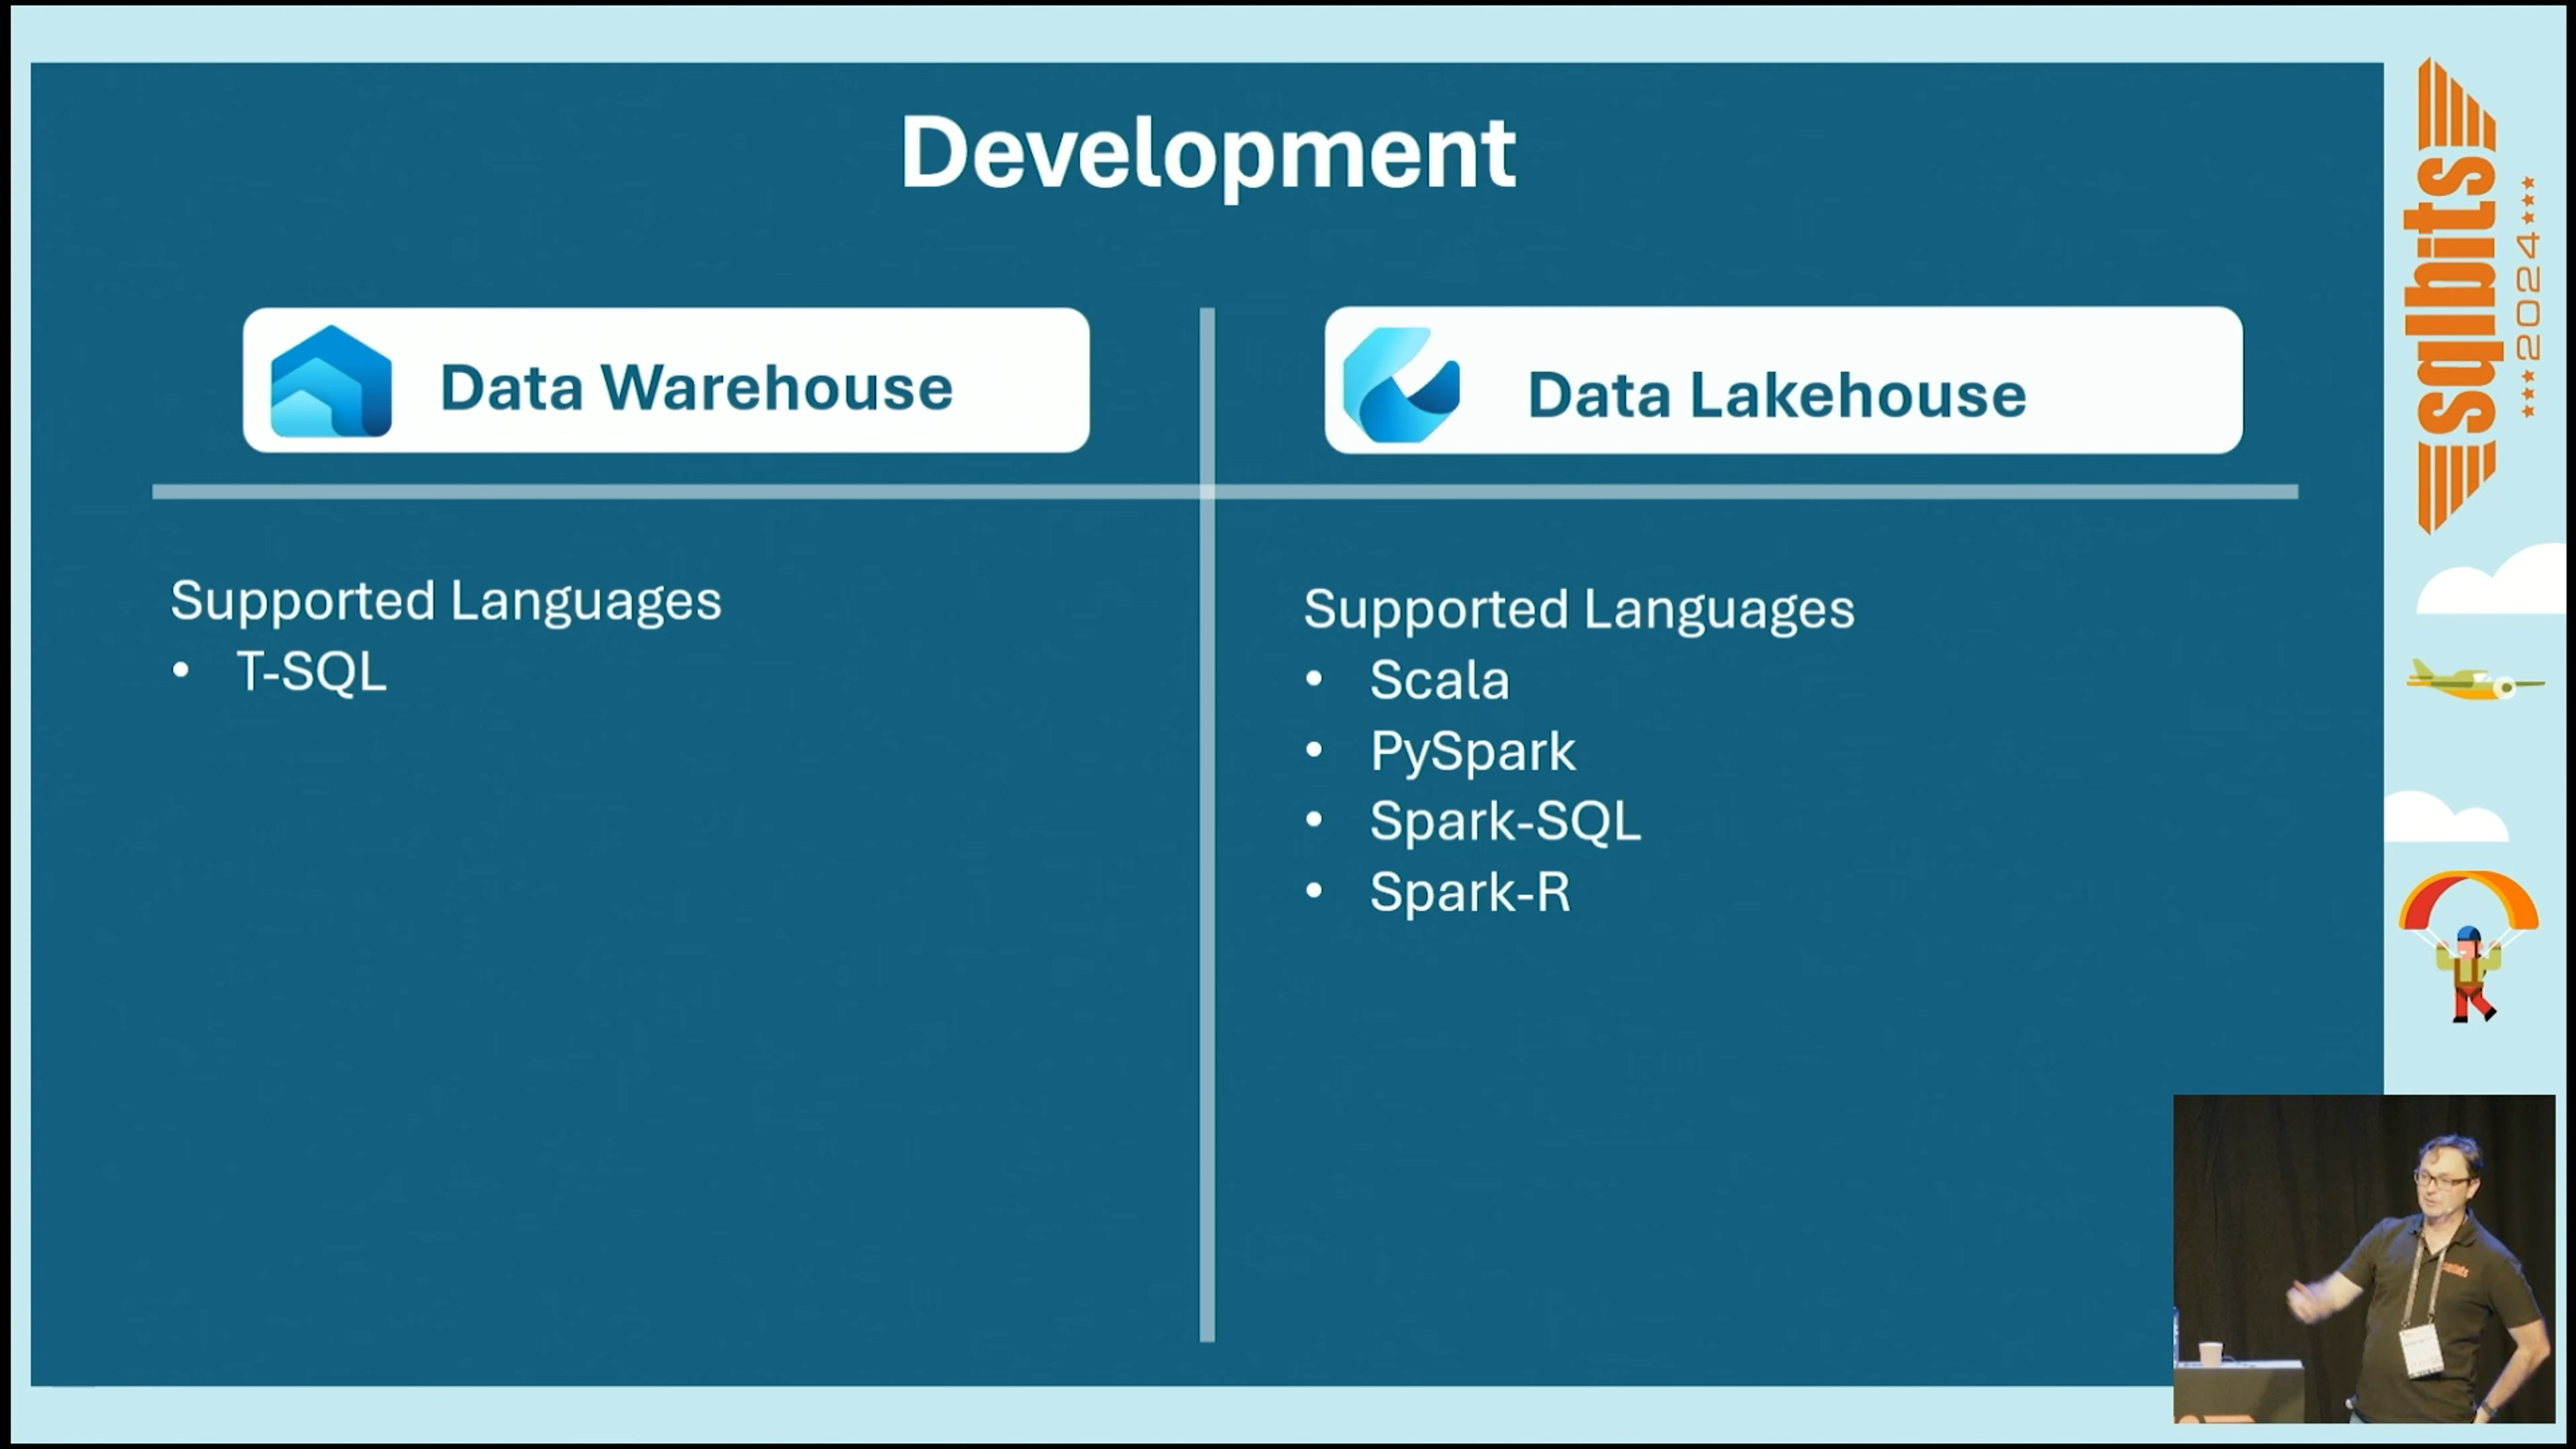 Development
Data Warehouse
Data Lakehouse
Supported Languages
• T-SQL
Supported Languages
• Scala
• PySpark
• Spark-SQL
• Spark-R
sqlbits
2024